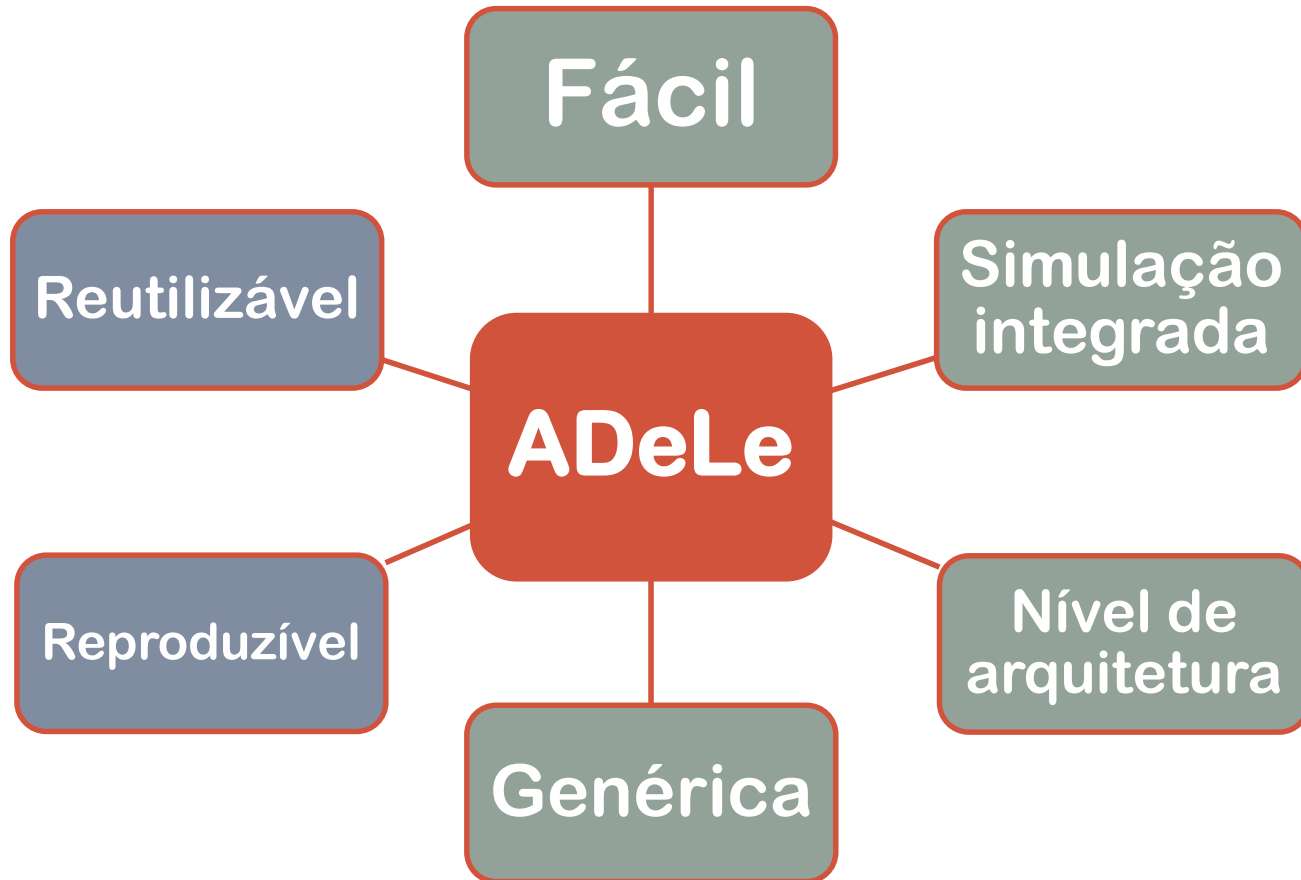 Fácil
Reutilizável
Simulação
integrada
ADeLe
Reproduzível
Nível de
arquitetura
Genérica